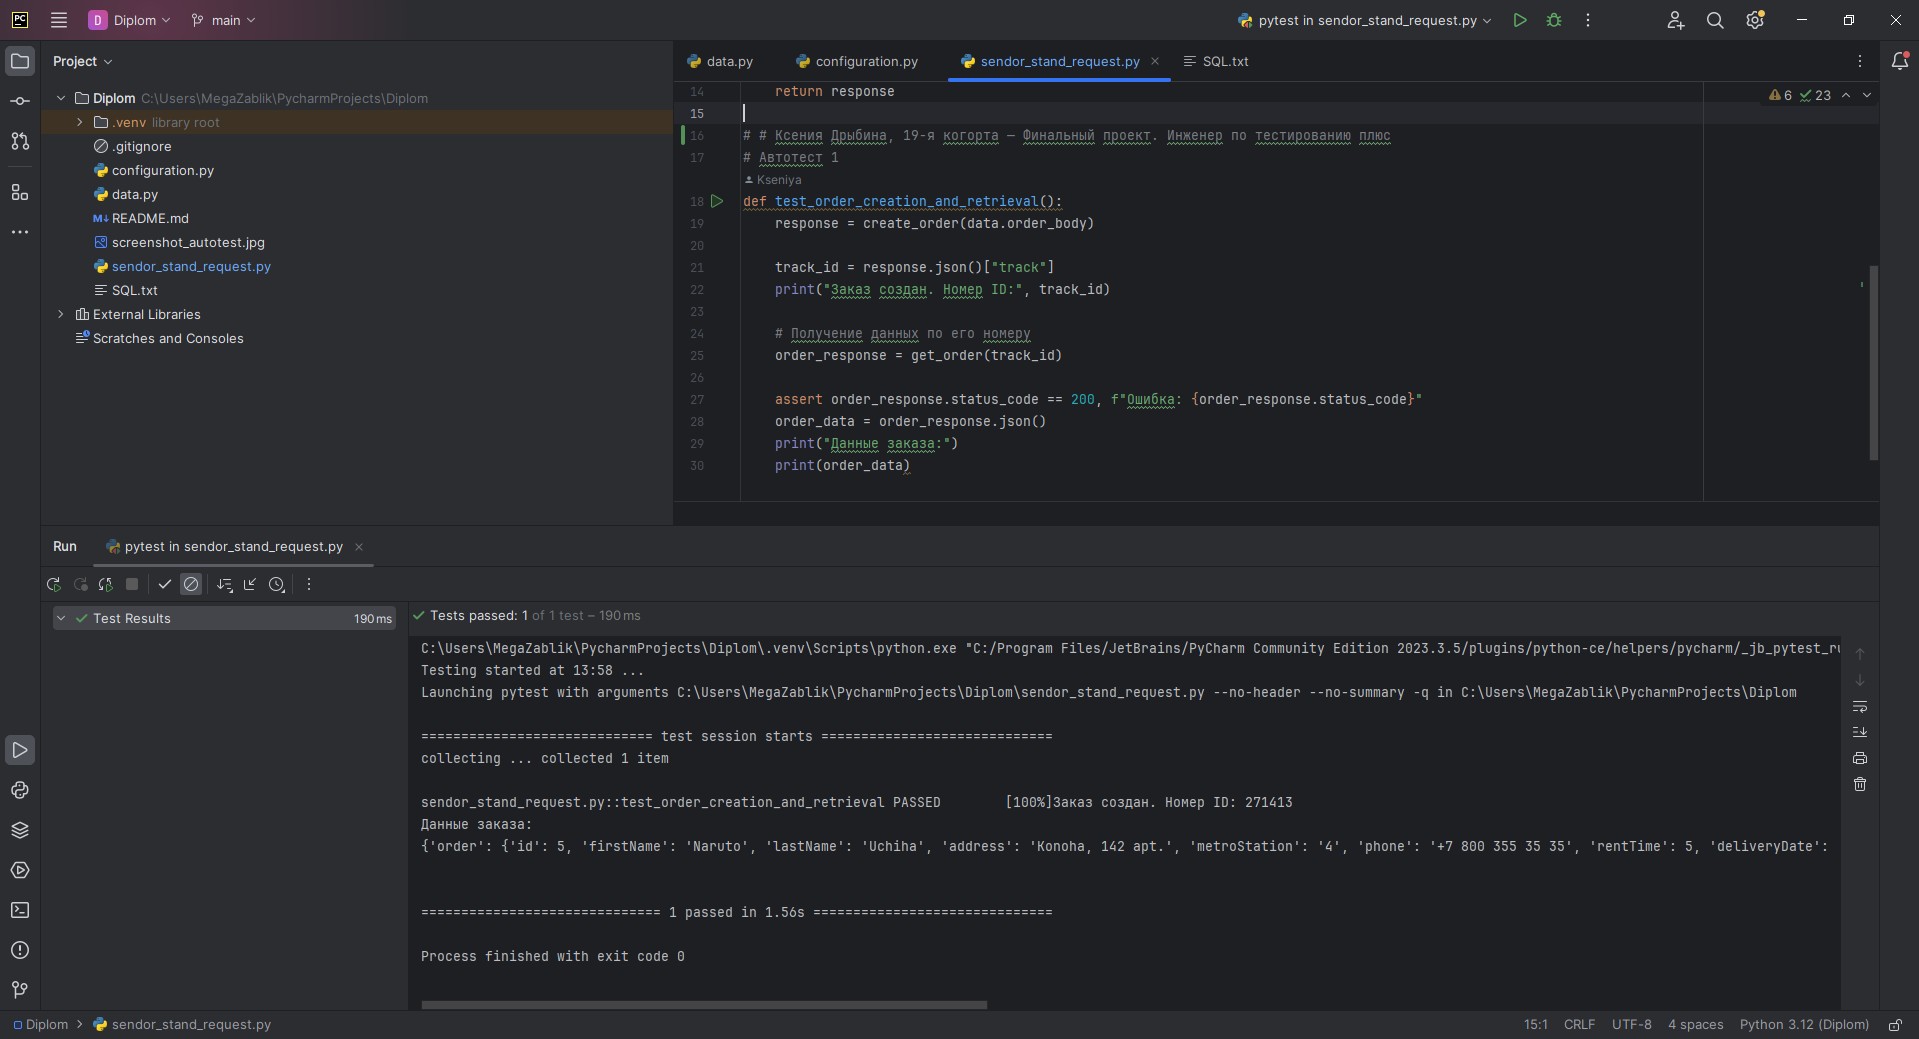 PC
D Diplom
main
pytest in sendor_stand_request.py
Project
data.py
configuration.py
sendor_stand_request.py
SQL.txt
Diplom C:\Users\MegaZablik\PycharmProjects\Diplom
.venv library root
.gitignore
configuration.py
data.py
M↓ README.md
screenshot_autotest.jpg
sendor_stand_request.py
SQL.txt
External Libraries
Scratches and Consoles
6 23
14 return response
15
16 # # Ксения Дрыбина, 19-я когорта — Финальный проект. Инженер по тестированию плюс
17 # Автотест 1
Kseniya
18 def test_order_creation_and_retrieval():
19 response = create_order(data.order_body)
20
21 track_id = response.json()["track"]
22 print("Заказ создан. Номер ID:", track_id)
23
24 # Получение данных по его номеру
25 order_response = get_order(track_id)
26
27 assert order_response.status_code == 200, f"Ошибка: {order_response.status_code}"
28 order_data = order_response.json()
29 print("Данные заказа:")
30 print(order_data)
Run
pytest in sendor_stand_request.py
Test Results 190 ms
Tests passed: 1 of 1 test – 190 ms
C:\Users\MegaZablik\PycharmProjects\Diplom\.venv\Scripts\python.exe "C:/Program Files/JetBrains/PyCharm Community Edition 2023.3.5/plugins/python-ce/helpers/pycharm/_jb_pytest_ru
Testing started at 13:58 ...
Launching pytest with arguments C:\Users\MegaZablik\PycharmProjects\Diplom\sendor_stand_request.py --no-header --no-summary -q in C:\Users\MegaZablik\PycharmProjects\Diplom
============================= test session starts =============================
collecting ... collected 1 item
sendor_stand_request.py::test_order_creation_and_retrieval PASSED [100%]Заказ создан. Номер ID: 271413
Данные заказа:
{'order': {'id': 5, 'firstName': 'Naruto', 'lastName': 'Uchiha', 'address': 'Konoha, 142 apt.', 'metroStation': '4', 'phone': '+7 800 355 35 35', 'rentTime': 5, 'deliveryDate':
============================== 1 passed in 1.56s ==============================
Process finished with exit code 0
Diplom
sendor_stand_request.py
15:1 CRLF UTF-8 4 spaces Python 3.12 (Diplom)